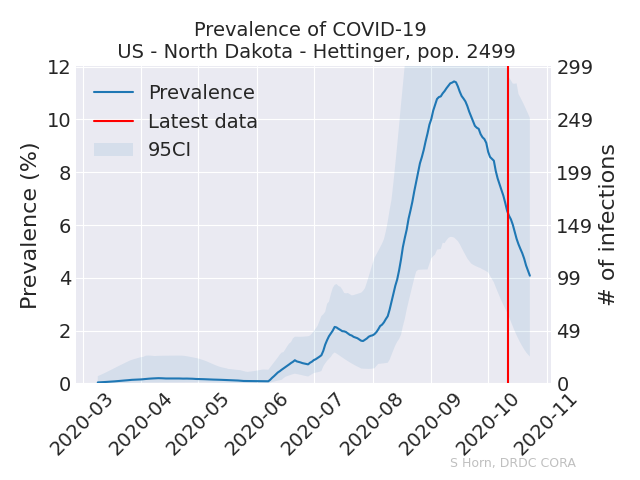 Prevalence of COVID-19
US - North Dakota - Hettinger, pop. 2499
Prevalence (%)
12
10
8
6
4
2
0
Prevalence
Latest data
95CI
299
249
199
149
99
49
0
# of infections
2020-03
2020-04
2020-05
2020-06
2020-07
2020-08
2020-09
2020-10
2020-11
S Horn, DRDC CORA